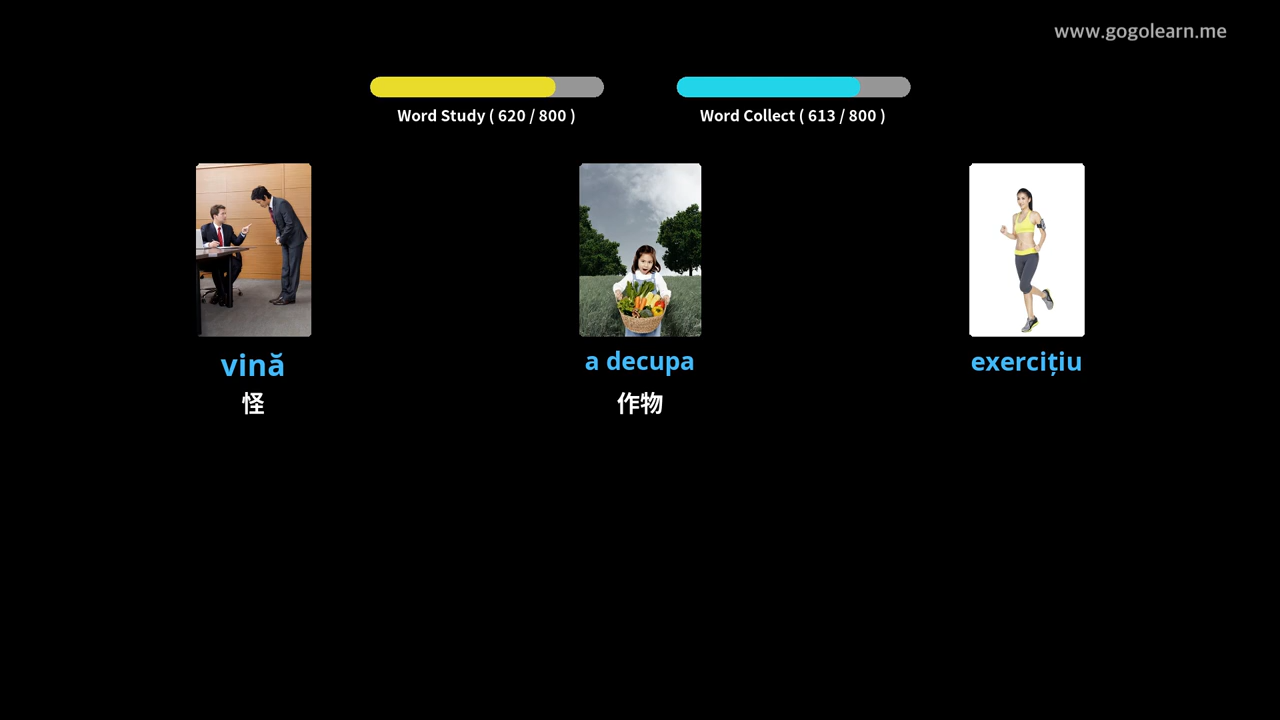 www.gogolearn.me
Word Study ( 620 / 800 )
Word Collect ( 613 / 800 )
vină
a decupa
exercițiu
怪
作物